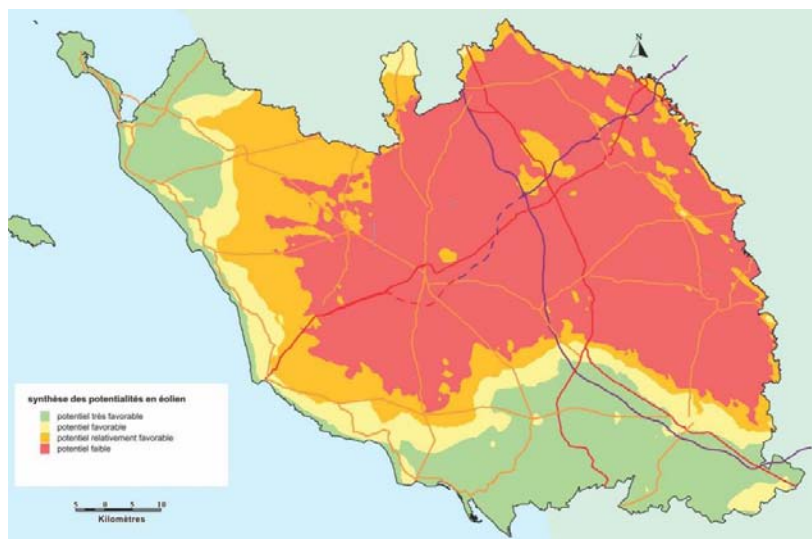 N
synthèse des potentialités en éolien
potentiel très favorable
potentiel favorable
potentiel relativement favorable
potentiel faible
5 0 5 10
Kilomètres